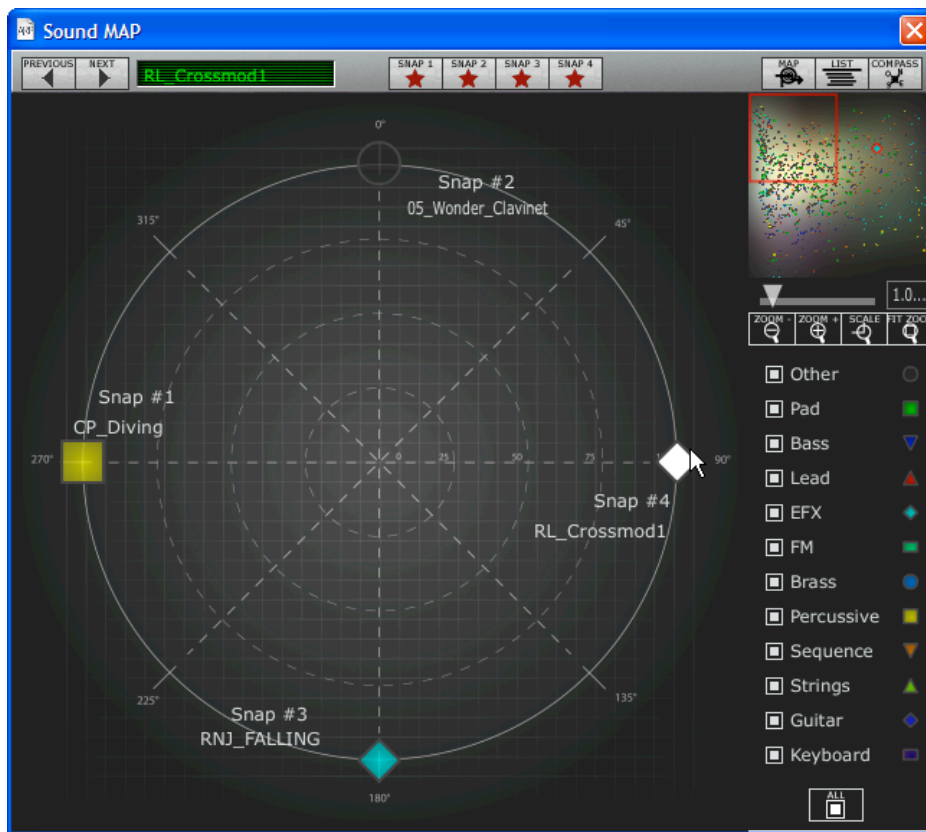 Sound MAP
PREVIOUS NEXT RL_Crossmod1 SNAP 1 SNAP 2 SNAP 3 SNAP 4 MAP LIST COMPASS
0°
Snap #2
05_Wonder_Clavinet
315° 45°
1.0...
ZOOM - ZOOM + SCALE FIT ZOO
Other
Pad
Snap #1
CP_Diving
Bass
270° 0 25 50 75 90°
Lead
Snap #4
RL_Crossmod1
EFX
FM
Brass
Percussive
Sequence
225° 135°
Strings
Snap #3
RNJ_FALLING
Guitar
Keyboard
180°
ALL